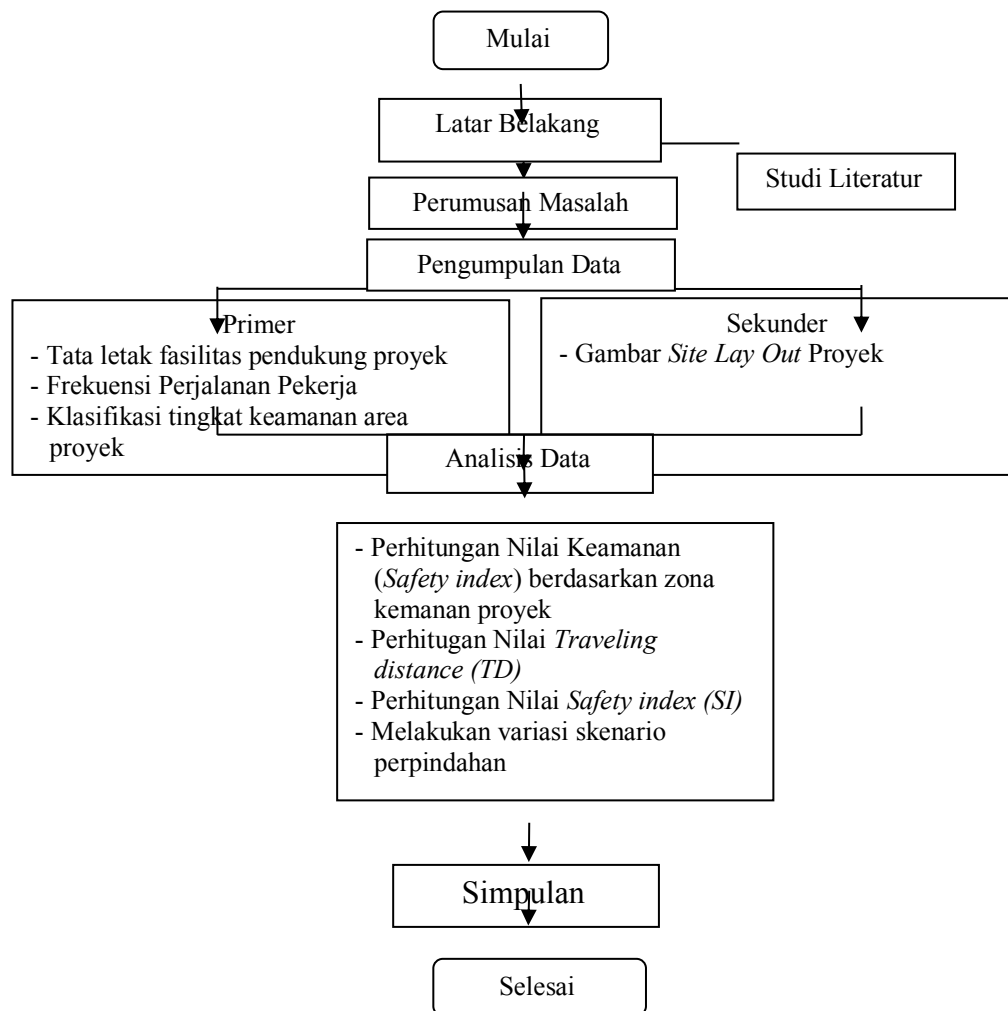 Mulai
Latar Belakang
Studi Literatur
Perumusan Masalah
Pengumpulan Data
Primer
- Tata letak fasilitas pendukung proyek
- Frekuensi Perjalanan Pekerja
- Klasifikasi tingkat keamanan area
proyek
Sekunder
- Gambar Site Lay Out Proyek
Analisis Data
- Perhitungan Nilai Keamanan
(Safety index) berdasarkan zona
kemanan proyek
- Perhitugan Nilai Traveling
distance (TD)
- Perhitungan Nilai Safety index (SI)
- Melakukan variasi skenario
perpindahan
Simpulan
Selesai